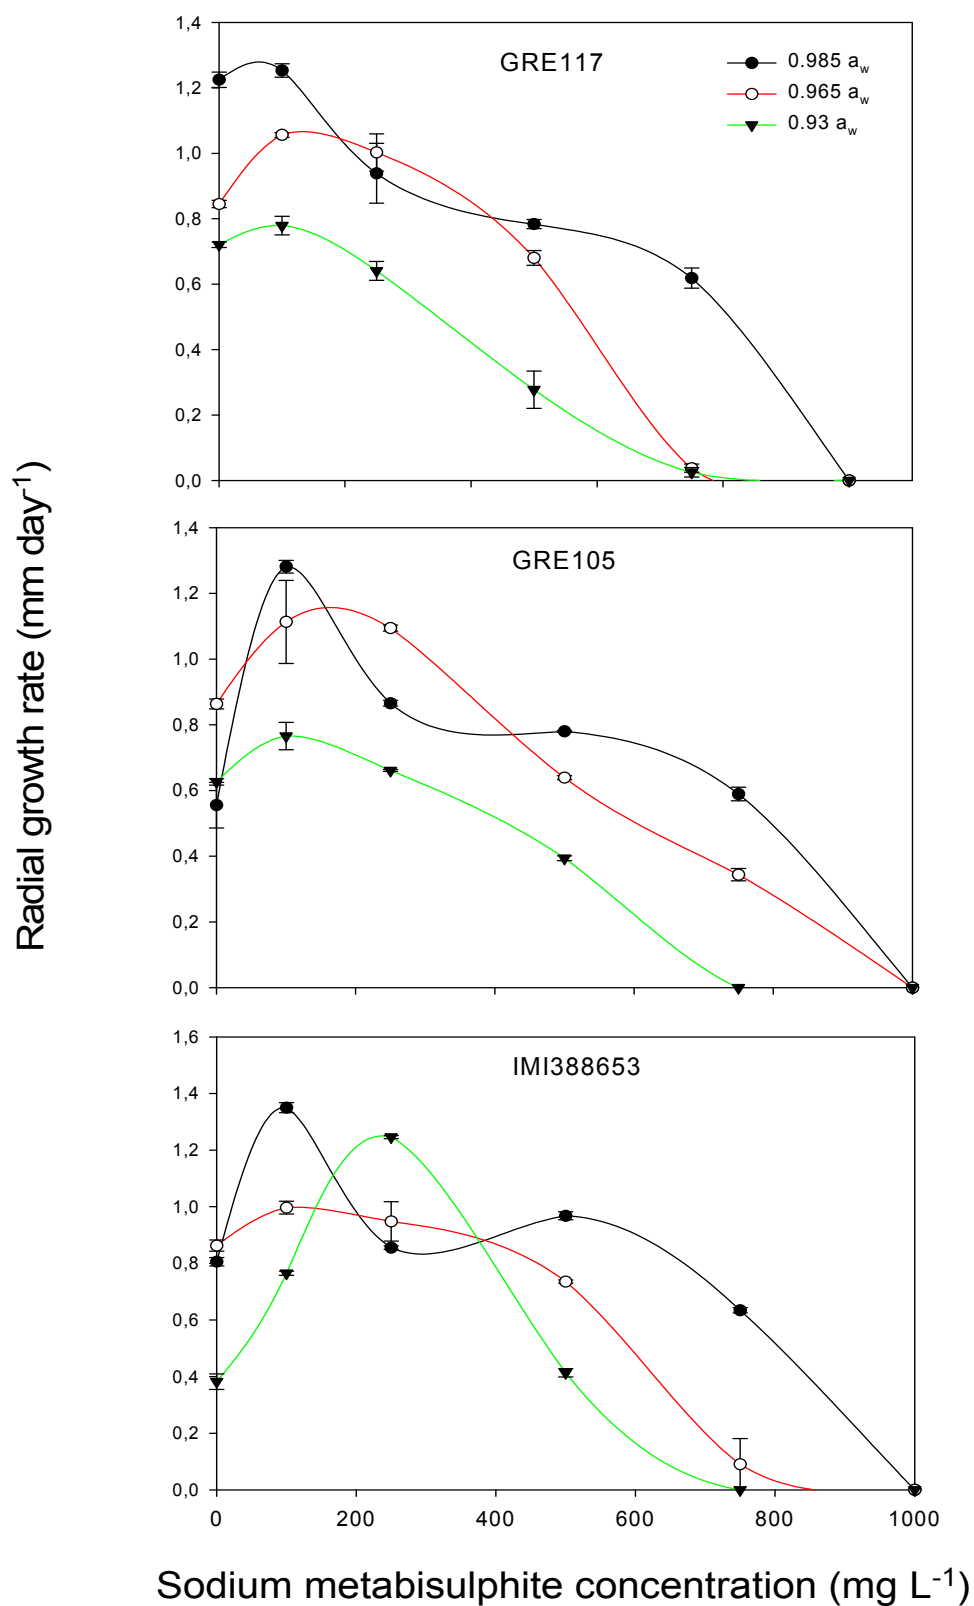 Radial growth rate (mm day-1)
1,4
1,2
1,0
0,8
0,6
0,4
0,2
0,0
GRE117
0.985 aw
0.965 aw
0.93 aw
1,4
1,2
1,0
0,8
0,6
0,4
0,2
0,0
GRE105
1,6
1,4
1,2
1,0
0,8
0,6
0,4
0,2
0,0
IMI388653
0 200 400 600 800 1000
Sodium metabisulphite concentration (mg L-1)